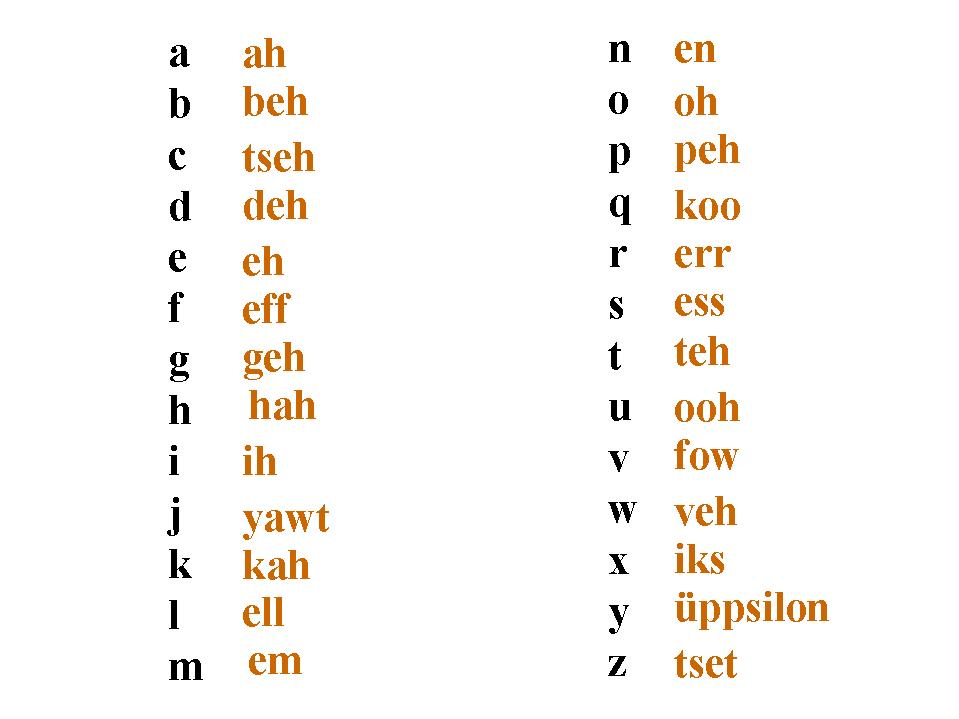 a ah
b beh
c tseh
d deh
e eh
f eff
g geh
h hah
i ih
j yawt
k kah
l ell
m em
n en
o oh
p peh
q koo
r err
s ess
t teh
u ooh
v fow
w veh
x iks
y üppsilon
z tset